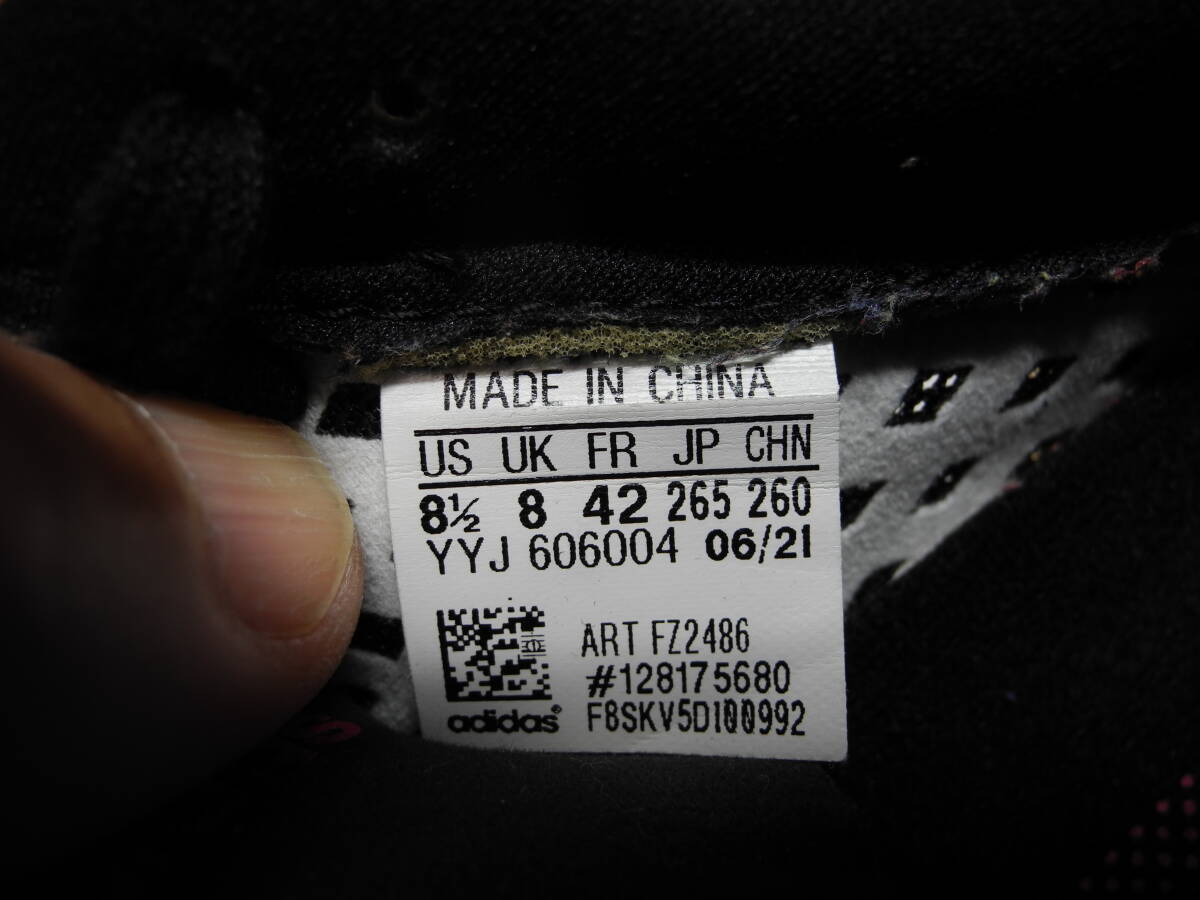 MADE IN CHINA
US UK FR JP CHN
8½ 8 42 265 260
YYJ 606004 06/21
ART FZ2486
#128175680
adidas® F8SKV5DI00992